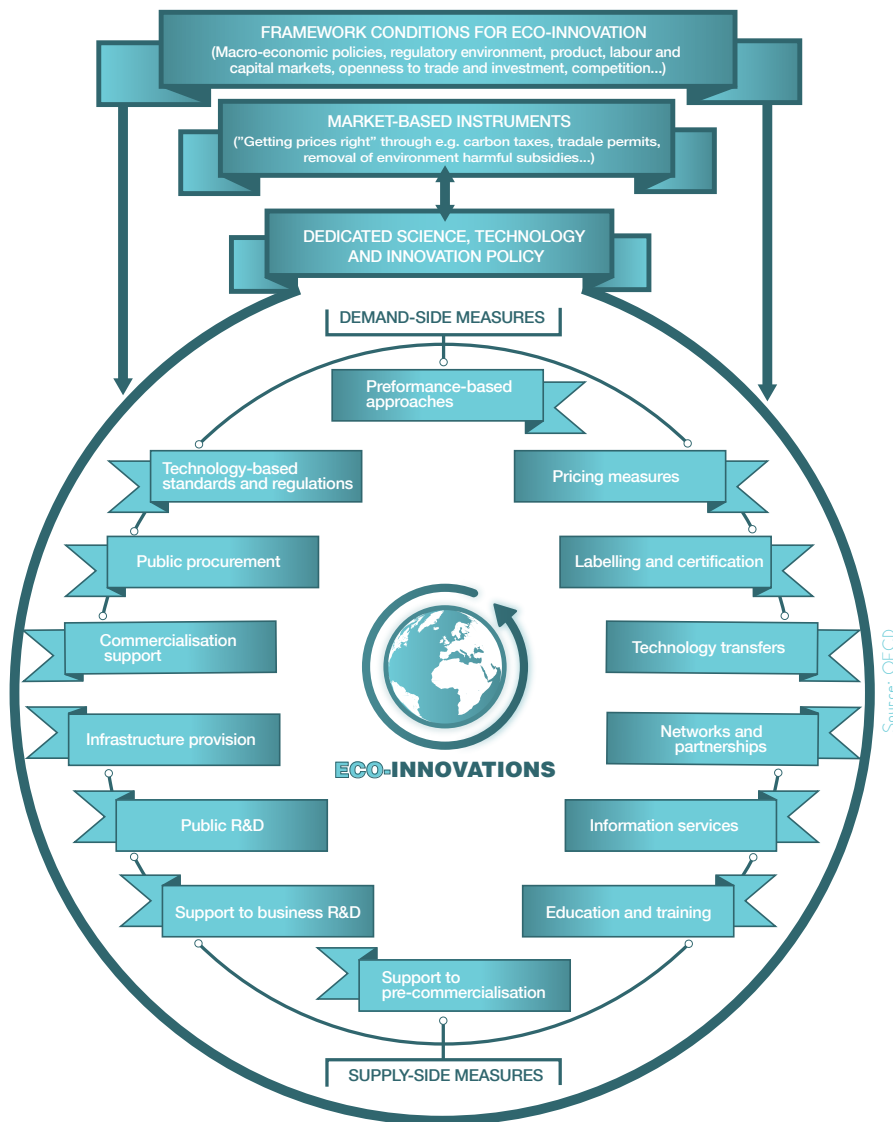 FRAMEWORK CONDITIONS FOR ECO-INNOVATION
(Macro-economic policies, regulatory environment, product, labour and
capital markets, openness to trade and investment, competition...)
MARKET-BASED INSTRUMENTS
("Getting prices right" through e.g. carbon taxes, tradale permits,
removal of environment harmful subsidies...)
DEDICATED SCIENCE, TECHNOLOGY
AND INNOVATION POLICY
DEMAND-SIDE MEASURES
Preformance-based
approaches
Technology-based
standards and regulations
Pricing measures
Public procurement
Labelling and certification
Commercialisation
support
Technology transfers
Source: OECD
Infrastructure provision
Networks and
partnerships
ECO-INNOVATIONS
Public R&D
Information services
Support to business R&D
Education and training
Support to
pre-commercialisation
SUPPLY-SIDE MEASURES